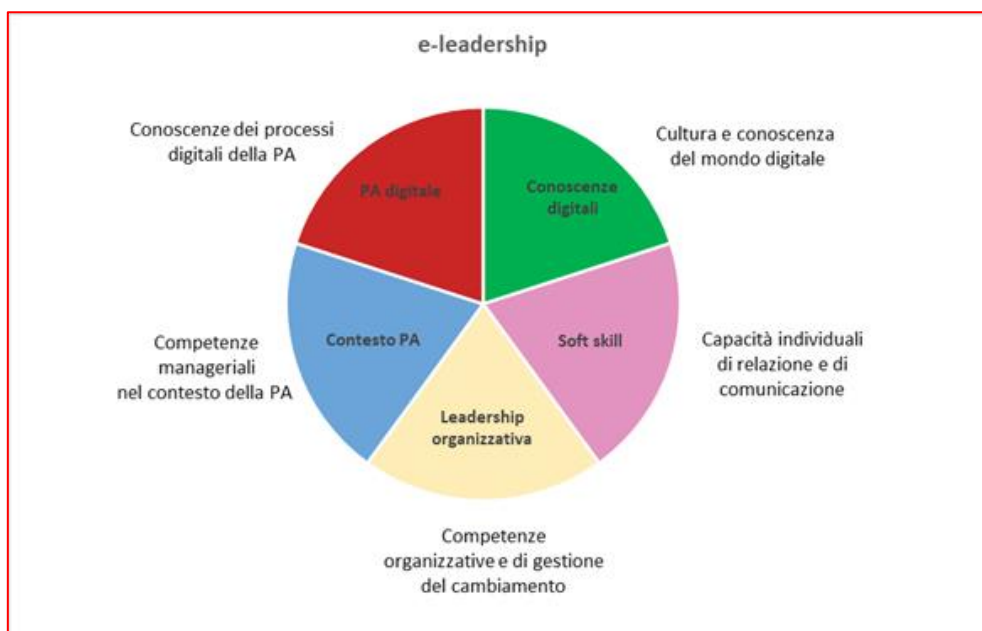 e-leadership
Conoscenze dei processi
digitali della PA
PA digitale
Conoscenze
digitali
Cultura e conoscenza
del mondo digitale
Competenze
manageriali
nel contesto della PA
Contesto PA
Soft skill
Capacità individuali
di relazione e di
comunicazione
Leadership
organizzativa
Competenze
organizzative e di gestione
del cambiamento